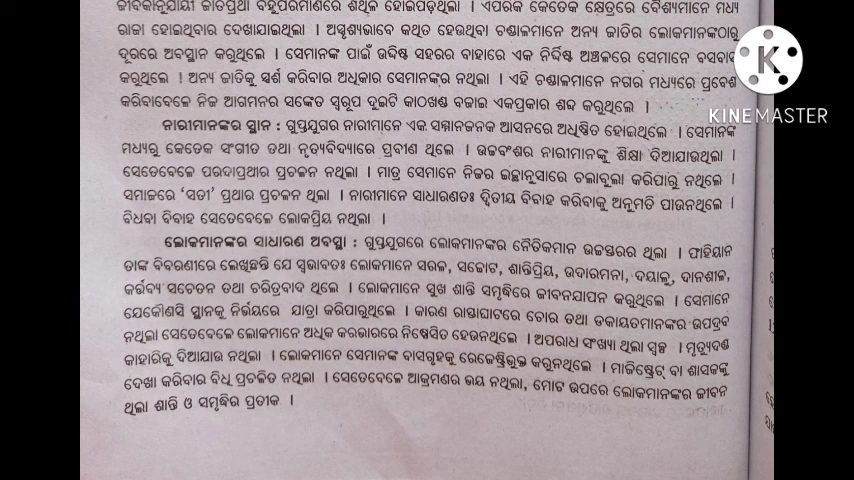 ଜୀବିକାନୁଯାୟୀ ଜାତିପ୍ରଥା ବହୁପରିମାଣରେ ଶିଥିଳ ହୋଇପଡ଼ିଥିଲା । ଏପରିକି କେତେକ କ୍ଷେତ୍ରରେ ବୈଶ୍ୟମାନେ ମଧ୍ୟ
ରାଜା ହୋଇଥିବାର ଦେଖାଯାଇଥିଲା । ଅସ୍ପୃଶ୍ୟଭାବେ କଥିତ ହେଉଥିବା ଚଣ୍ଡାଳମାନେ ଅନ୍ୟ ଜାତିର ଲୋକମାନଙ୍କଠାରୁ
ଦୂରରେ ଅବସ୍ଥାନ କରୁଥିଲେ । ସେମାନଙ୍କ ପାଇଁ ଉଦ୍ଦିଷ୍ଟ ସହରର ବାହାରେ ଏକ ନିର୍ଦ୍ଦିଷ୍ଟ ଅଞ୍ଚଳରେ ସେମାନେ ବସବାସ
କରୁଥିଲେ । ଅନ୍ୟ ଜାତିକୁ ସ୍ପର୍ଶ କରିବାର ଅଧିକାର ସେମାନଙ୍କର ନଥିଲା । ଏହି ଚଣ୍ଡାଳମାନେ ନଗର ମଧ୍ୟରେ ପ୍ରବେଶ
KINEMASTER
କରିବାବେଳେ ନିଜ ଆଗମନର ସଙ୍କେତ ସ୍ୱରୂପ ଦୁଇଟି କାଠଖଣ୍ଡ ବଜାଇ ଏକପ୍ରକାର ଶବ୍ଦ କରୁଥିଲେ ।
ନାରୀମାନଙ୍କର ସ୍ଥାନ : ଗୁପ୍ତଯୁଗର ନାରୀମାନେ ଏକ ସମ୍ମାନଜନକ ଆସନରେ ଅଧିଷ୍ଠିତ ହୋଇଥିଲେ । ସେମାନଙ୍କ
ମଧ୍ୟରୁ କେତେକ ସଂଗୀତ ତଥା ନୃତ୍ୟବିଦ୍ୟାରେ ପ୍ରବୀଣ ଥିଲେ । ଉଚ୍ଚବଂଶର ନାରୀମାନଙ୍କୁ ଶିକ୍ଷା ଦିଆଯାଉଥିଲା ।
ସେତେବେଳେ ପରଦାପ୍ରଥାର ପ୍ରଚଳନ ନଥିଲା । ମାତ୍ର ସେମାନେ ନିଜର ଇଚ୍ଛାନୁସାରେ ଚଲାବୁଲା କରିପାରୁ ନଥିଲେ ।
ସମାଜରେ ‘ସତୀ’ ପ୍ରଥାର ପ୍ରଚଳନ ଥିଲା । ନାରୀମାନେ ସାଧାରଣତଃ ଦ୍ୱିତୀୟ ବିବାହ କରିବାକୁ ଅନୁମତି ପାଉନଥିଲେ ।
ବିଧବା ବିବାହ ସେତେବେଳେ ଲୋକପ୍ରିୟ ନଥିଲା ।
ଲୋକମାନଙ୍କର ସାଧାରଣ ଅବସ୍ଥା : ଗୁପ୍ତଯୁଗରେ ଲୋକମାନଙ୍କର ନୈତିକମାନ ଉଚ୍ଚସ୍ତରର ଥିଲା । ଫାହିୟାନ
ତାଙ୍କ ବିବରଣୀରେ ଲେଖିଛନ୍ତି ଯେ ସ୍ୱଭାବତଃ ଲୋକମାନେ ସରଳ, ସଚ୍ଚୋଟ, ଶାନ୍ତିପ୍ରିୟ, ଉଦାରମନା, ଦୟାଳୁ, ଦାନଶୀଳ,
କର୍ତ୍ତବ୍ୟ ସଚେତନ ତଥା ଚରିତ୍ରବାଦ ଥିଲେ । ଲୋକମାନେ ସୁଖ ଶାନ୍ତି ସମୃଦ୍ଧିରେ ଜୀବନଯାପନ କରୁଥିଲେ । ସେମାନେ
ଯେକୌଣସି ସ୍ଥାନକୁ ନିର୍ଭୟରେ ଯାତ୍ରା କରିପାରୁଥିଲେ । କାରଣ ରାସ୍ତାଘାଟରେ ଚୋର ତଥା ଡକାୟତମାନଙ୍କର ଉପଦ୍ରବ
ନଥିଲା ସେତେବେଳେ ଲୋକମାନେ ଅଧିକ କରଭାରରେ ନିଷ୍ପେସିତ ହେଉନଥିଲେ । ଅପରାଧ ସଂଖ୍ୟା ଥିଲା ସ୍ୱଳ୍ପ । ମୃତ୍ୟୁଦଣ୍ଡ
କାହାରିକୁ ଦିଆଯାଉ ନଥିଲା । ଲୋକମାନେ ସେମାନଙ୍କ ବାସଗୃହକୁ ରେଜେଷ୍ଟ୍ରିଭୁକ୍ତ କରୁନଥିଲେ । ମାଜିଷ୍ଟ୍ରେଟ୍ ବା ଶାସକଙ୍କୁ
ଦେଖା କରିବାର ବିଧି ପ୍ରଚଳିତ ନଥିଲା । ସେତେବେଳେ ଆକ୍ରମଣର ଭୟ ନଥିଲା, ମୋଟ ଉପରେ ଲୋକମାନଙ୍କର ଜୀବନ
ଥିଲା ଶାନ୍ତି ଓ ସମୃଦ୍ଧିର ପ୍ରତୀକ ।